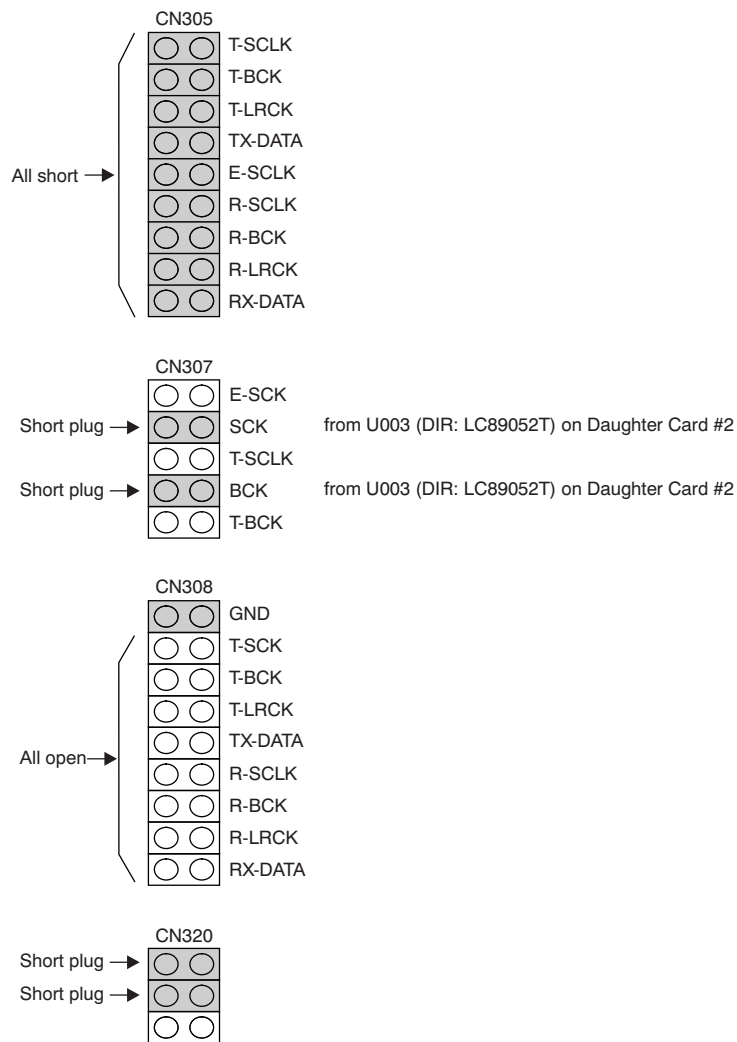 CN305
T-SCLK
T-BCK
T-LRCK
TX-DATA
All short
E-SCLK
R-SCLK
R-BCK
R-LRCK
RX-DATA
CN307
E-SCK
Short plug SCK from U003 (DIR: LC89052T) on Daughter Card #2
T-SCLK
Short plug BCK from U003 (DIR: LC89052T) on Daughter Card #2
T-BCK
CN308
GND
T-SCK
T-BCK
T-LRCK
TX-DATA
All open
R-SCLK
R-BCK
R-LRCK
RX-DATA
CN320
Short plug
Short plug